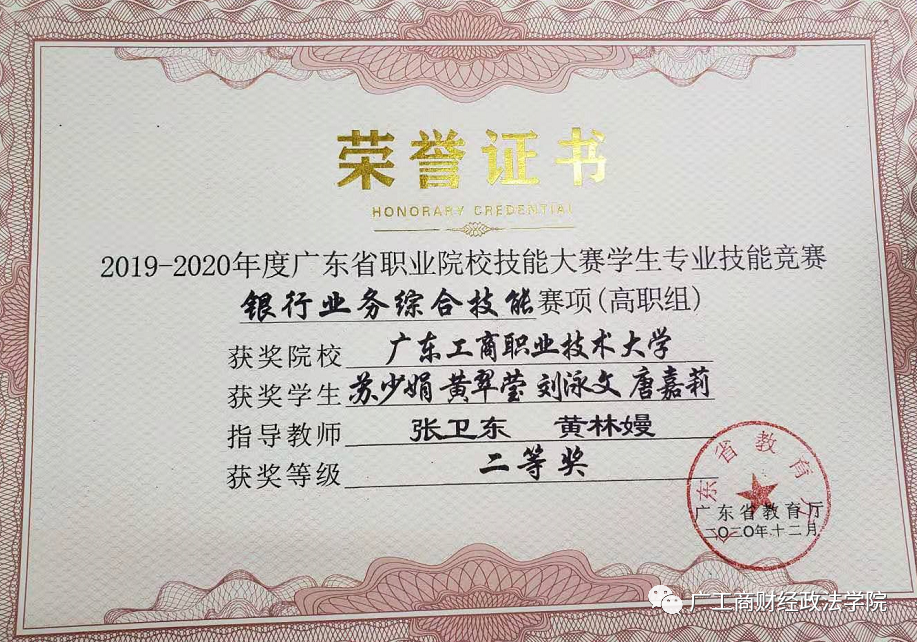 荣誉证书
HONORARY CREDENTIAL
2019-2020年度广东省职业院校技能大赛学生专业技能竞赛
银行业务综合技能赛项(高职组)
获奖院校 广东工商职业技术大学
获奖学生 苏少娟 黄翠莹 刘泳文 唐嘉莉
指导教师 张卫东 黄林嫚
获奖等级 二等奖
广东省教育厅
广东省教育厅
二〇二〇年十二月
广工商财经政法学院